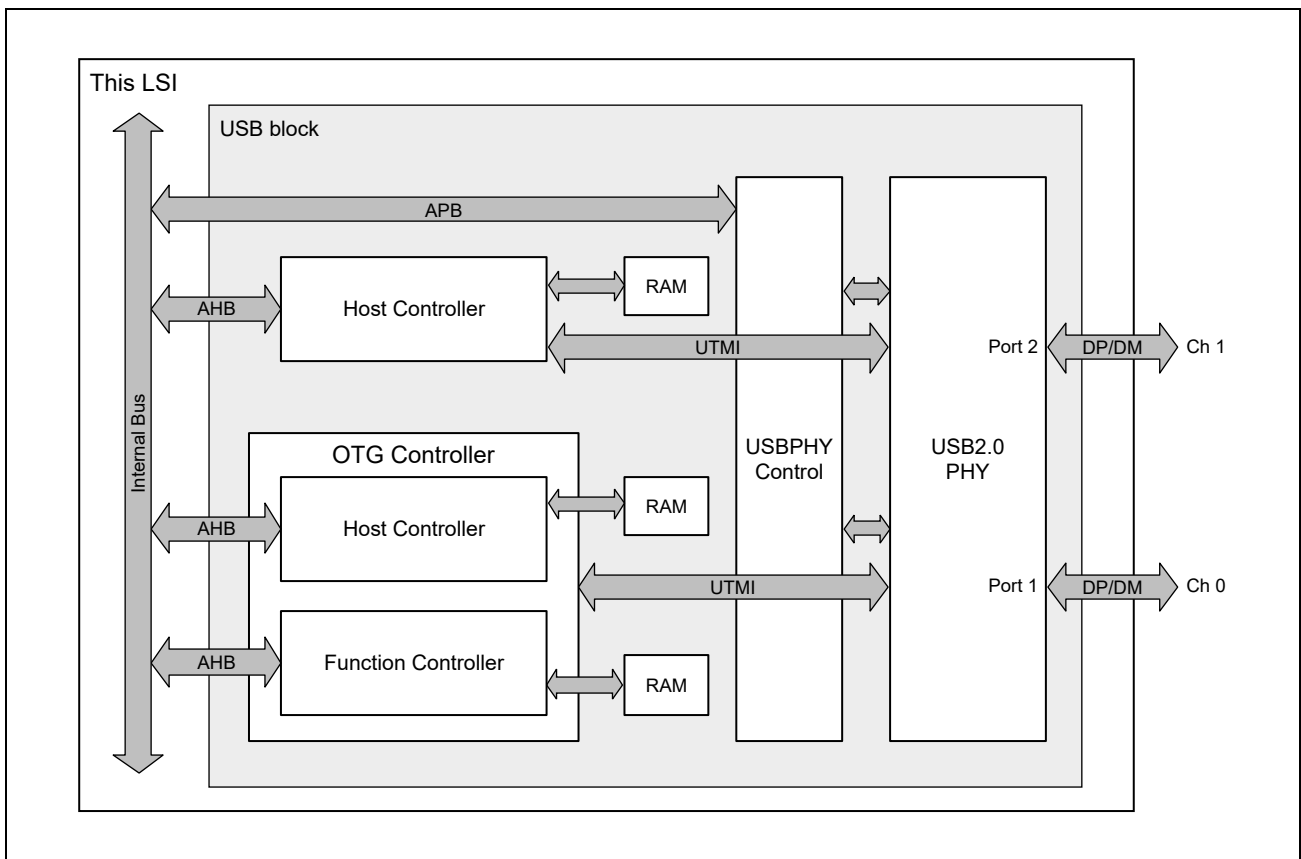 This LSI
USB block
APB
Host Controller
RAM
AHB
UTMI
Port 2
DP/DM
Ch 1
Internal Bus
OTG Controller
USBPHY
Control
USB2.0
PHY
Host Controller
RAM
AHB
UTMI
Port 1
DP/DM
Ch 0
Function Controller
AHB
RAM